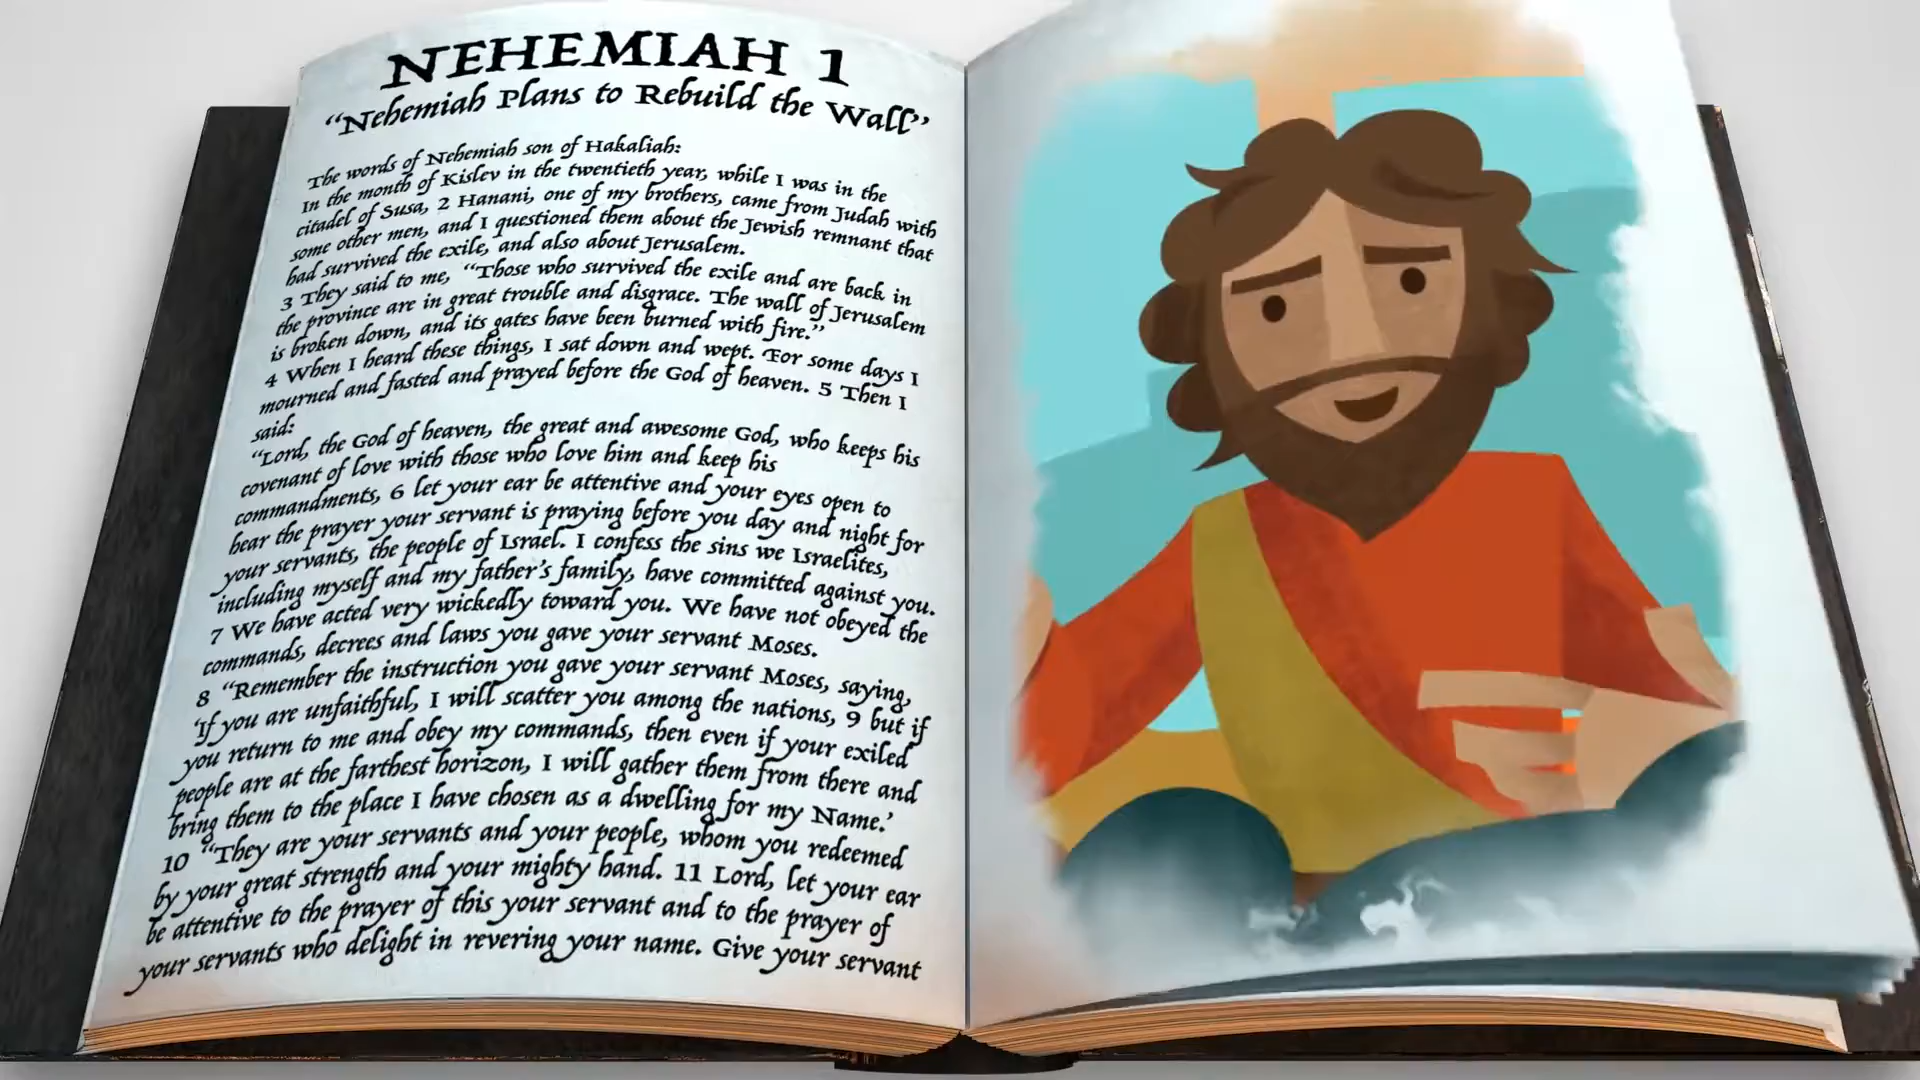 NEHEMIAH 1
“Nehemiah Plans to Rebuild the Wall”
The words of Nehemiah son of Hakaliah:
In the month of Kislev in the twentieth year, while I was in the
citadel of Susa, 2 Hanani, one of my brothers, came from Judah with
some other men, and I questioned them about the Jewish remnant that
had survived the exile, and also about Jerusalem.
3 They said to me, “Those who survived the exile and are back in
the province are in great trouble and disgrace. The wall of Jerusalem
is broken down, and its gates have been burned with fire.”
4 When I heard these things, I sat down and wept. For some days I
mourned and fasted and prayed before the God of heaven. 5 Then I
said:
“Lord, the God of heaven, the great and awesome God, who keeps his
covenant of love with those who love him and keep his
commandments, 6 let your ear be attentive and your eyes open to
hear the prayer your servant is praying before you day and night for
your servants, the people of Israel. I confess the sins we Israelites,
including myself and my father’s family, have committed against you.
7 We have acted very wickedly toward you. We have not obeyed the
commands, decrees and laws you gave your servant Moses.
8 “Remember the instruction you gave your servant Moses, saying,
‘If you are unfaithful, I will scatter you among the nations, 9 but if
you return to me and obey my commands, then even if your exiled
people are at the farthest horizon, I will gather them from there and
bring them to the place I have chosen as a dwelling for my Name.’
10 “They are your servants and your people, whom you redeemed
by your great strength and your mighty hand. 11 Lord, let your ear
be attentive to the prayer of this your servant and to the prayer of
your servants who delight in revering your name. Give your servant